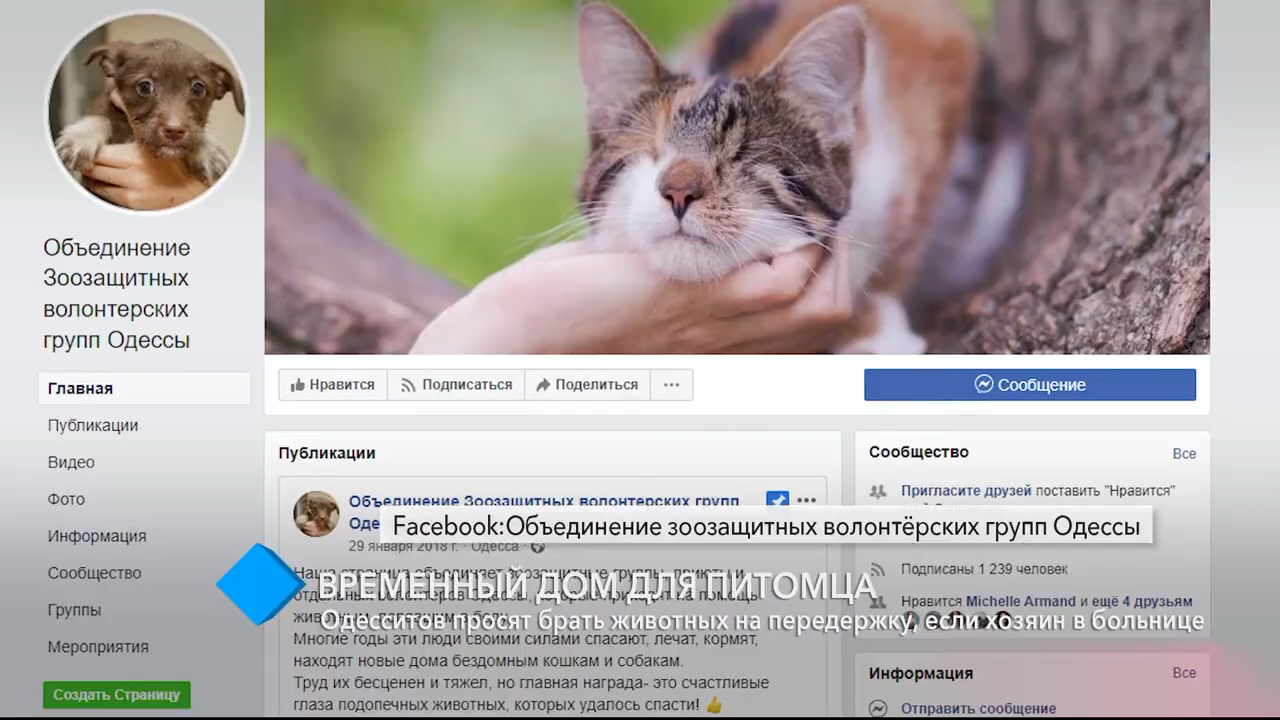 Объединение
Зоозащитных
волонтерских
групп Одессы
Главная
Публикации
Видео
Фото
Информация
Сообщество
Группы
Мероприятия
Создать Страницу
Нравится
Подписаться
Поделиться
Сообщение
Публикации
Объединение Зоозащитных волонтерских групп
29 января 2018 г. · Одесса
Многие годы эти люди своими силами спасают, лечат, кормят,
находят новые дома бездомным кошкам и собакам.
Труд их бесценен и тяжел, но главная награда- это счастливые
глаза подопечных животных, которых удалось спасти!
Сообщество
Все
Пригласите друзей поставить "Нравится"
Подписаны 1 239 человек
Нравится Michelle Armand и ещё 4 друзьям
Информация
Все
Отправить сообщение
Facebook:Объединение зоозащитных волонтёрских групп Одессы
ВРЕМЕННЫЙ ДОМ ДЛЯ ПИТОМЦА
Одесситов просят брать животных на передержку, если хозяин в больнице